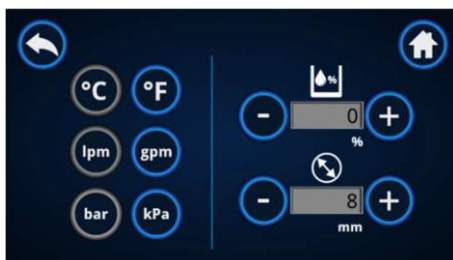 °C °F
lpm gpm
bar kPa
%
- 0 +
%
- 8 +
mm